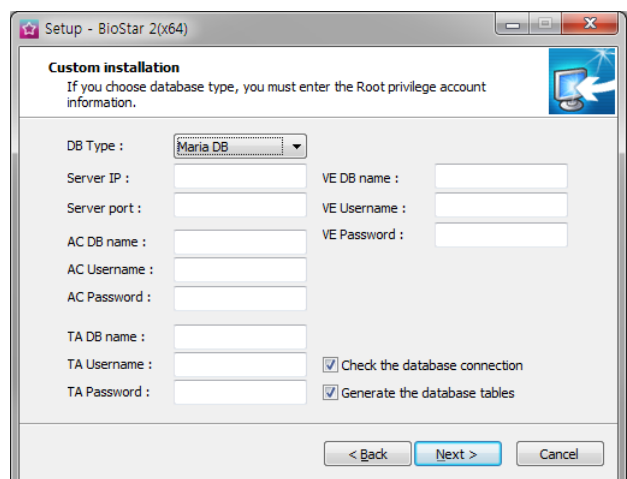 Setup - BioStar 2(x64)
Custom installation
If you choose database type, you must enter the Root privilege account
information.
DB Type :
Maria DB
Server IP :
Server port :
AC DB name :
AC Username :
AC Password :
TA DB name :
TA Username :
TA Password :
VE DB name :
VE Username :
VE Password :
Check the database connection
Generate the database tables
< Back
Next >
Cancel